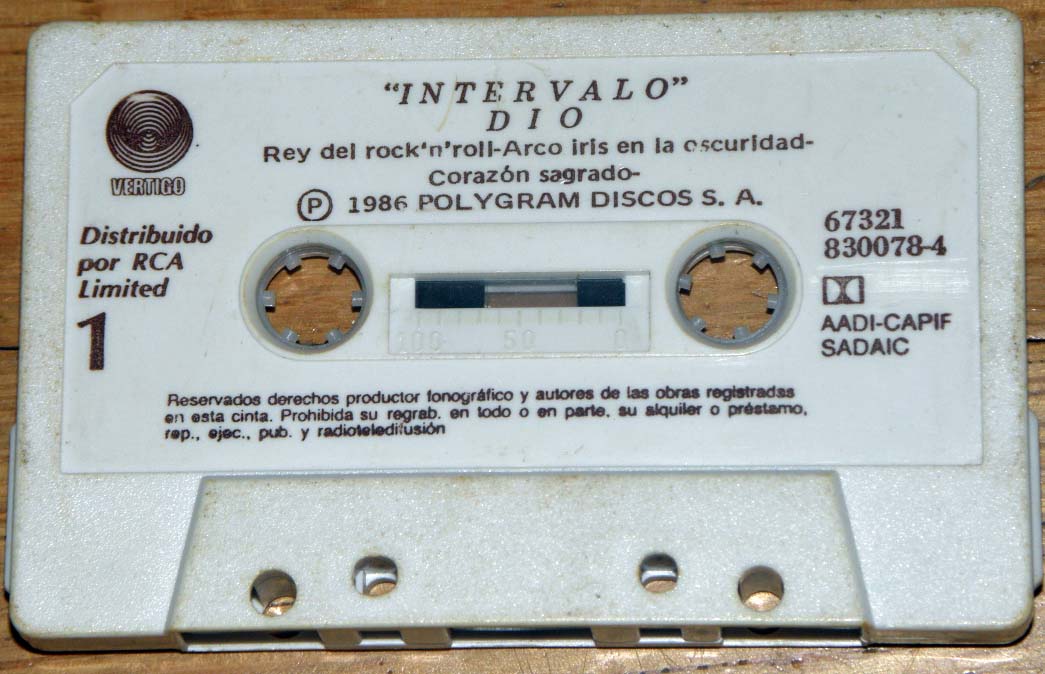 “INTERVALO”
DIO
Rey del rock‘n’roll-Arco iris en la oscuridad-
Corazón sagrado-
Ⓟ 1986 POLYGRAM DISCOS S. A.
VERTIGO
Distribuido
por RCA
Limited
1
67321
830078-4
AADI-CAPIF
SADAIC
100 50 0
Reservados derechos productor fonográfico y autores de las obras registradas
en esta cinta. Prohibida su regrab. en todo o en parte, su alquiler o préstamo,
rep., ejec., pub. y radioteledifusión